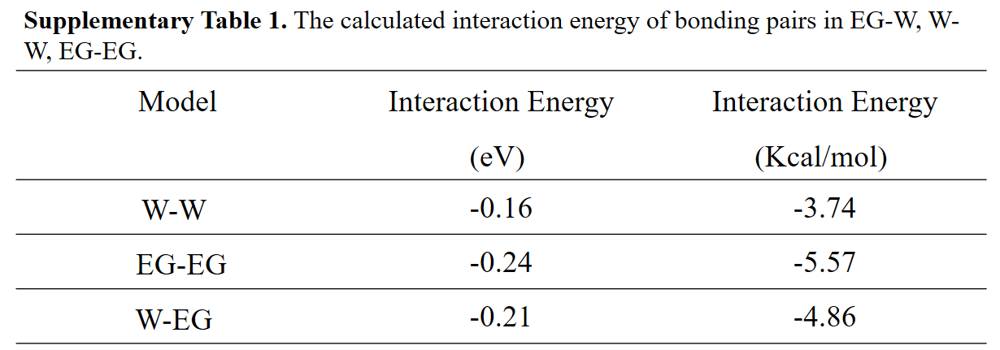 Supplementary Table 1. The calculated interaction energy of bonding pairs in EG-W, W-
W, EG-EG.
Model Interaction Energy Interaction Energy
(eV) (Kcal/mol)
W-W -0.16 -3.74
EG-EG -0.24 -5.57
W-EG -0.21 -4.86